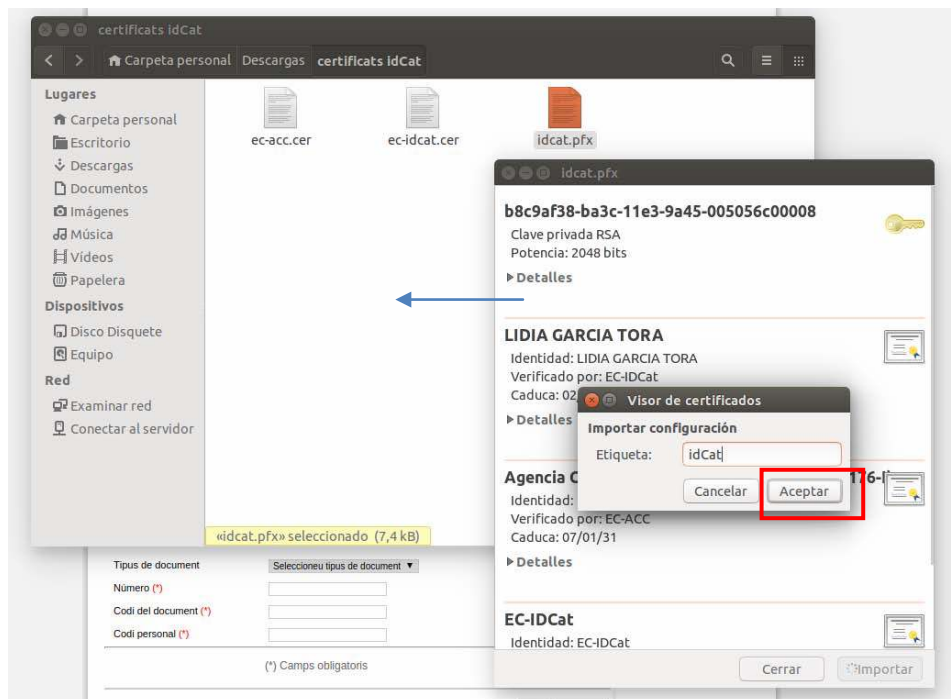 certificats idCat
Carpeta personal Descargas certificats idCat
Lugares
Carpeta personal
Escritorio
Descargas
Documentos
Imágenes
Música
Vídeos
Papelera
Dispositivos
Disco Disquete
Equipo
Red
Examinar red
Conectar al servidor
ec-acc.cer
ec-idcat.cer
idcat.pfx
«idcat.pfx» seleccionado (7,4 kB)
idcat.pfx
b8c9af38-ba3c-11e3-9a45-005056c00008
Clave privada RSA
Potencia: 2048 bits
Detalles
LIDIA GARCIA TORA
Identidad: LIDIA GARCIA TORA
Verificado por: EC-IDCat
Caduca: 02
Detalles
Visor de certificados
Importar configuración
Etiqueta: idCat
Cancelar Aceptar
Agencia C
Identidad:
Verificado por: EC-ACC
Caduca: 07/01/31
Detalles
EC-IDCat
Identidad: EC-IDCat
Cerrar Importar
Tipus de document Seleccioneu tipus de document
Número (*)
Codi del document (*)
Codi personal (*)
(*) Camps obligatoris